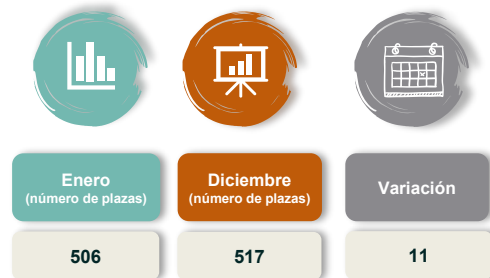 Enero
(número de plazas)
Diciembre
(número de plazas)
Variación
506
517
11